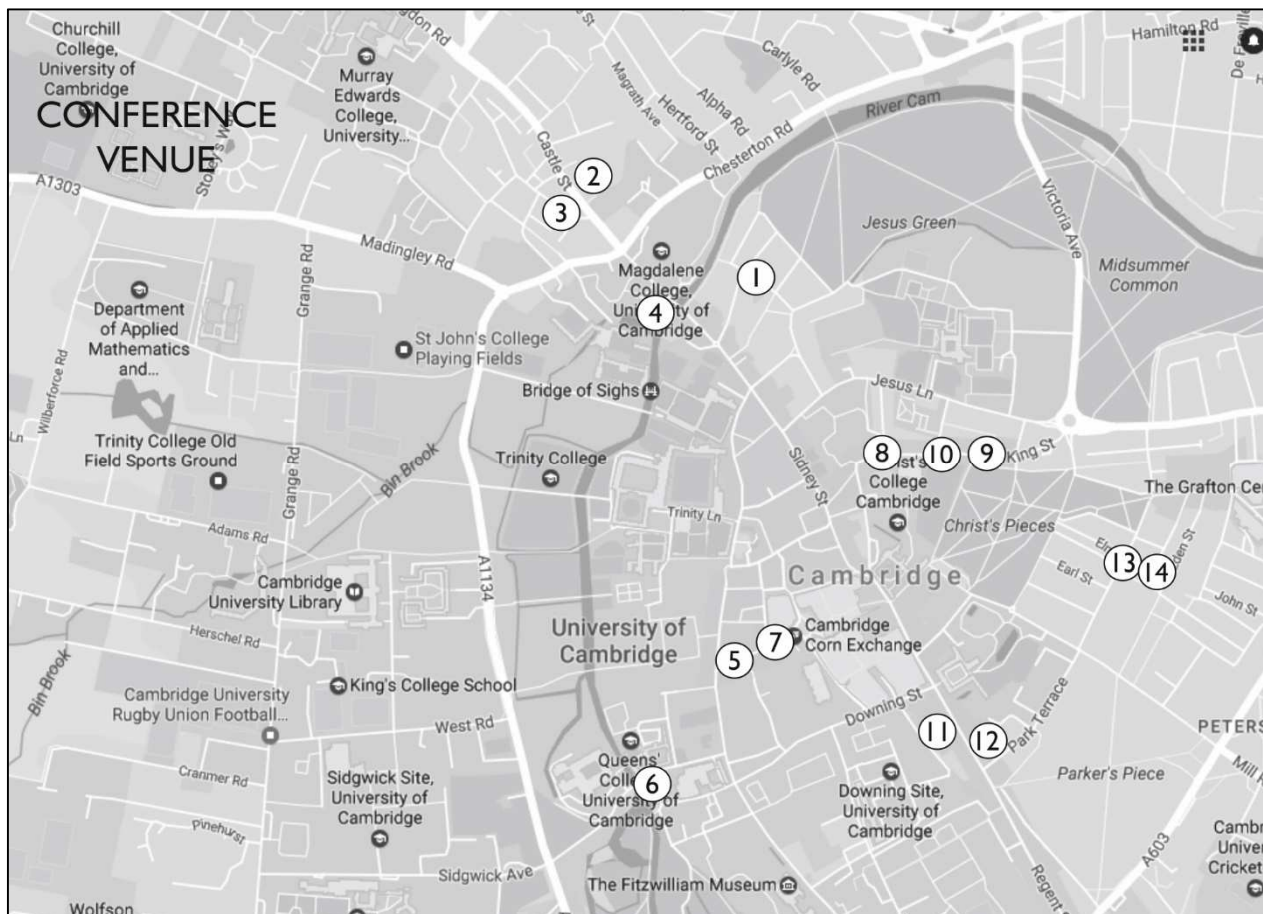 Churchill
College,
University of
Cambridge
CONFERENCE
VENUE
Storey's Way
A1303
Murray
Edwards
College,
University...
Castle St
Magrath Ave
Hertford St
Alpha Rd
Carlyle Rd
Chesterton Rd
River Cam
Hamilton Rd
Victoria Ave
Jesus Green
Midsummer
Common
2
3
1
Madingley Rd
Grange Rd
Magdalene
College,
University of
Cambridge
4
Department
of Applied
Mathematics
and...
St John's College
Playing Fields
Wilberforce Rd
Bridge of Sighs
Jesus Ln
Ln
Trinity College Old
Field Sports Ground
Bin Brook
Trinity College
Sidney St
8
10
9
King St
College
Cambridge
The Grafton
Grange Rd
Trinity Ln
Christ's Pieces
Adams Rd
A1134
Cambridge
Earl St
13
14
John St
Cambridge
University Library
Herschel Rd
University of
Cambridge
7
Cambridge
Corn Exchange
5
Bin Brook
King's College School
Cambridge University
Rugby Union Football...
West Rd
Downing St
11
12
Park Terrace
Cranmer Rd
Sidgwick Site,
University of
Cambridge
Queens'
University of
Cambridge
6
Downing Site,
University of
Cambridge
Parker's Piece
Mill
Pinehurst
Sidgwick Ave
The Fitzwilliam Museum
Regent
A603
Cricket
Wolfson